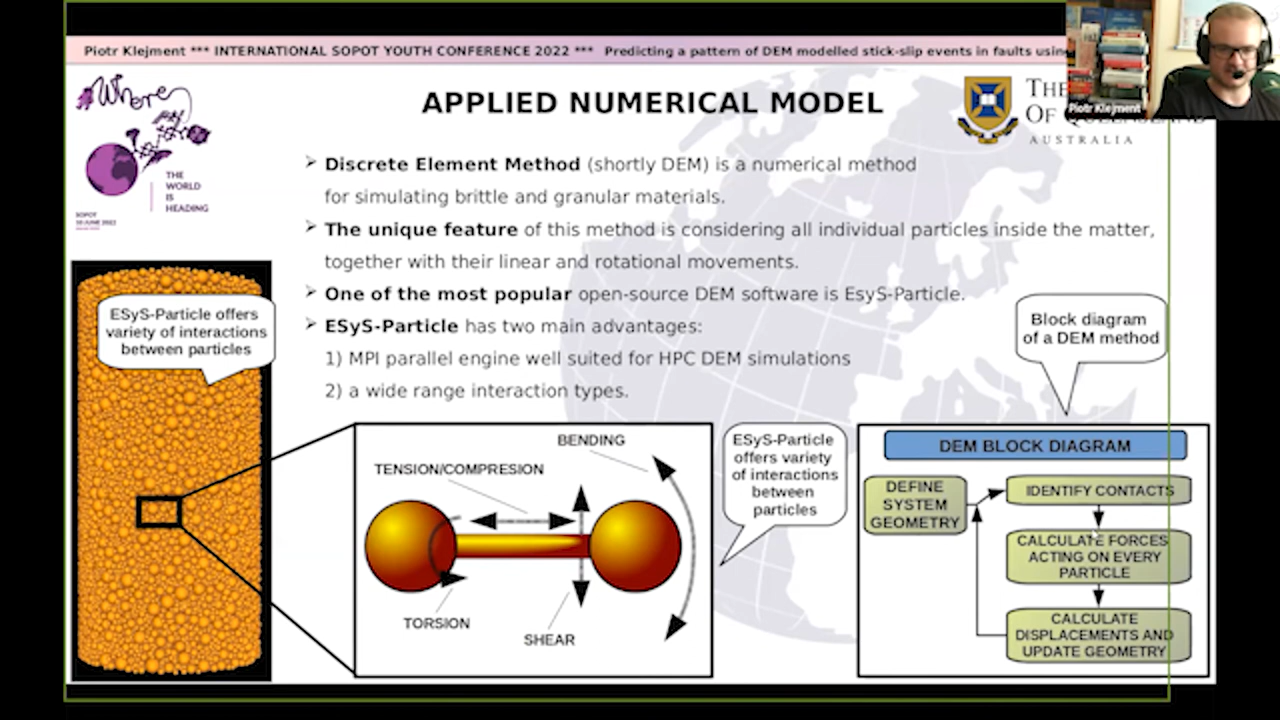 Piotr Klejment *** INTERNATIONAL SOPOT YOUTH CONFERENCE 2022 *** Predicting a pattern of DEM modelled stick-slip events in faults using
Piotr Klejment
Where
THE
WORLD
IS
HEADING
SOPOT
APPLIED NUMERICAL MODEL
THE
OF QUEENSLAND
AUSTRALIA
➢ Discrete Element Method (shortly DEM) is a numerical method
for simulating brittle and granular materials.
➢ The unique feature of this method is considering all individual particles inside the matter,
together with their linear and rotational movements.
➢ One of the most popular open-source DEM software is EsyS-Particle.
➢ ESyS-Particle has two main advantages:
1) MPI parallel engine well suited for HPC DEM simulations
2) a wide range interaction types.
ESyS-Particle offers
variety of interactions
between particles
Block diagram
of a DEM method
BENDING
TENSION/COMPRESION
TORSION
SHEAR
ESyS-Particle
offers variety
of interactions
between
particles
DEM BLOCK DIAGRAM
DEFINE
SYSTEM
GEOMETRY
IDENTIFY CONTACTS
CALCULATE FORCES
ACTING ON EVERY
PARTICLE
CALCULATE
DISPLACEMENTS AND
UPDATE GEOMETRY